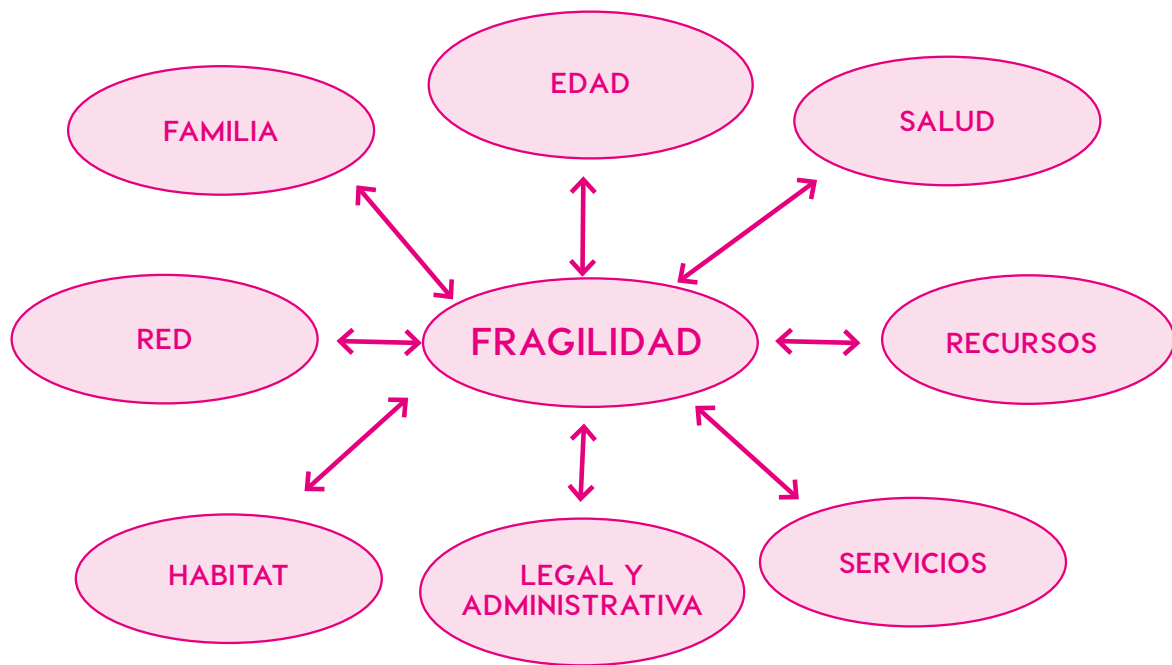 EDAD
SALUD
FAMILIA
RED
FRAGILIDAD
RECURSOS
HABITAT
LEGAL Y
ADMINISTRATIVA
SERVICIOS